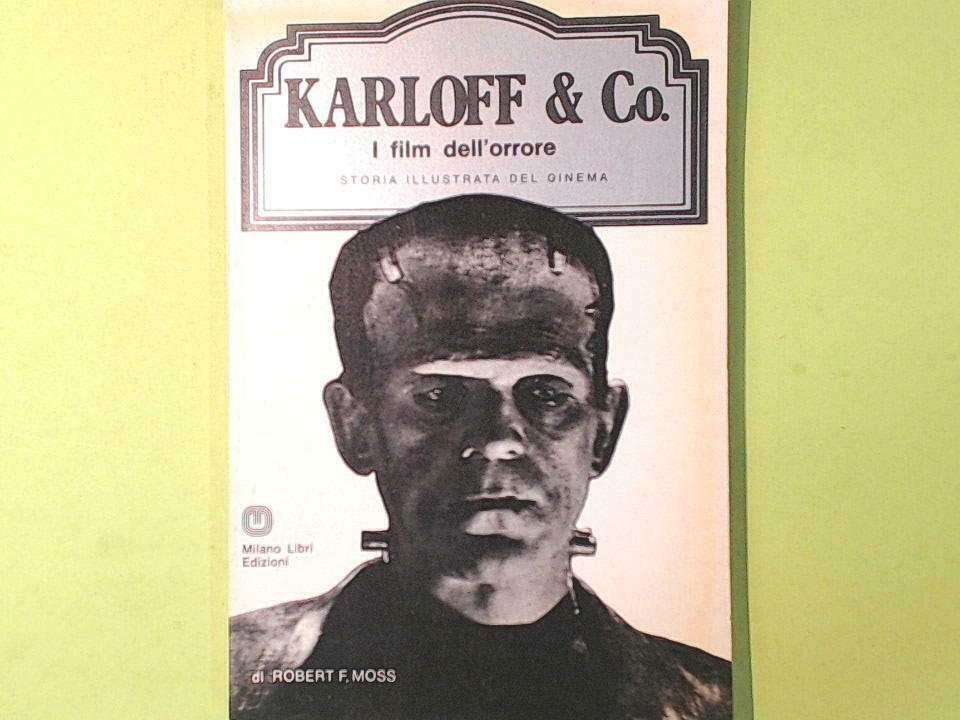 KARLOFF & Co.
I film dell'orrore
STORIA ILLUSTRATA DEL CINEMA
Milano Libri
Edizioni
di ROBERT F. MOSS